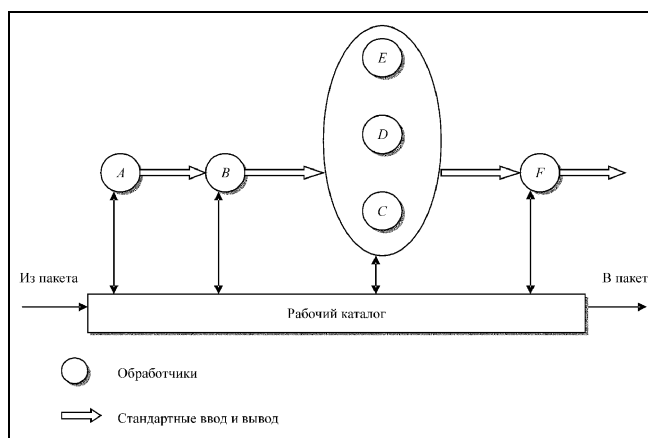 E
D
A
B
F
C
Из пакета
В пакет
Рабочий каталог
Обработчики
Стандартные ввод и вывод